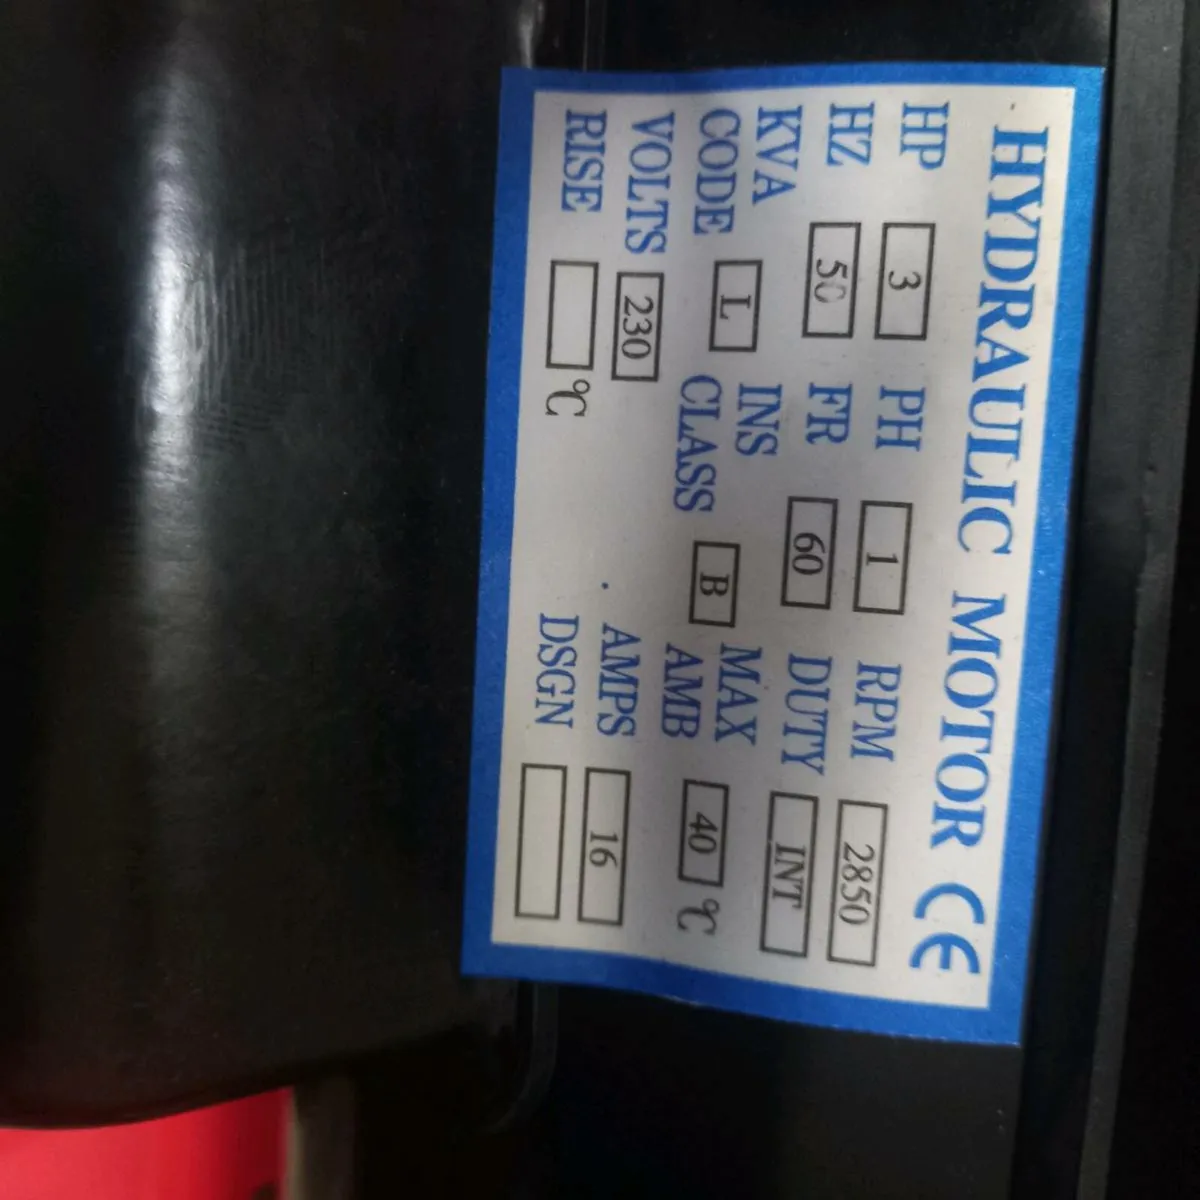 HYDRAULIC MOTOR CE
HP 3 PH 1 RPM 2850
HZ 50 FR 60 DUTY INT
KVA CODE L INS CLASS B MAX AMB 40 °C
VOLTS 230 AMPS 16
RISE °C DSGN